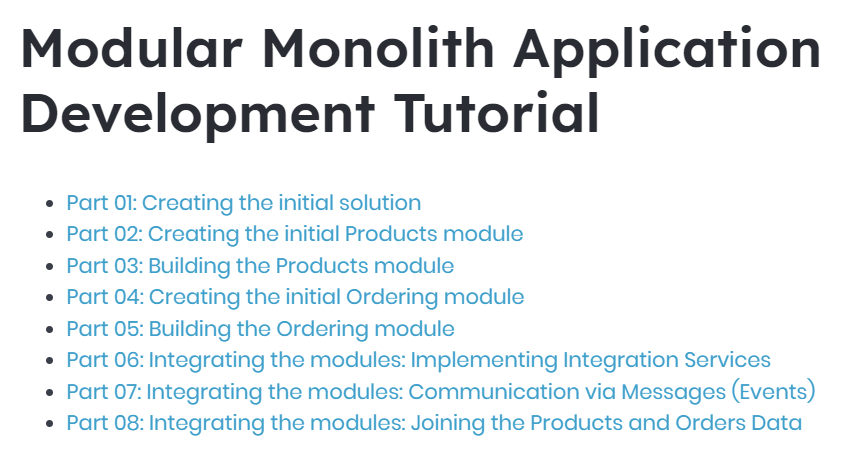 Modular Monolith Application
Development Tutorial
Part 01: Creating the initial solution
Part 02: Creating the initial Products module
Part 03: Building the Products module
Part 04: Creating the initial Ordering module
Part 05: Building the Ordering module
Part 06: Integrating the modules: Implementing Integration Services
Part 07: Integrating the modules: Communication via Messages (Events)
Part 08: Integrating the modules: Joining the Products and Orders Data